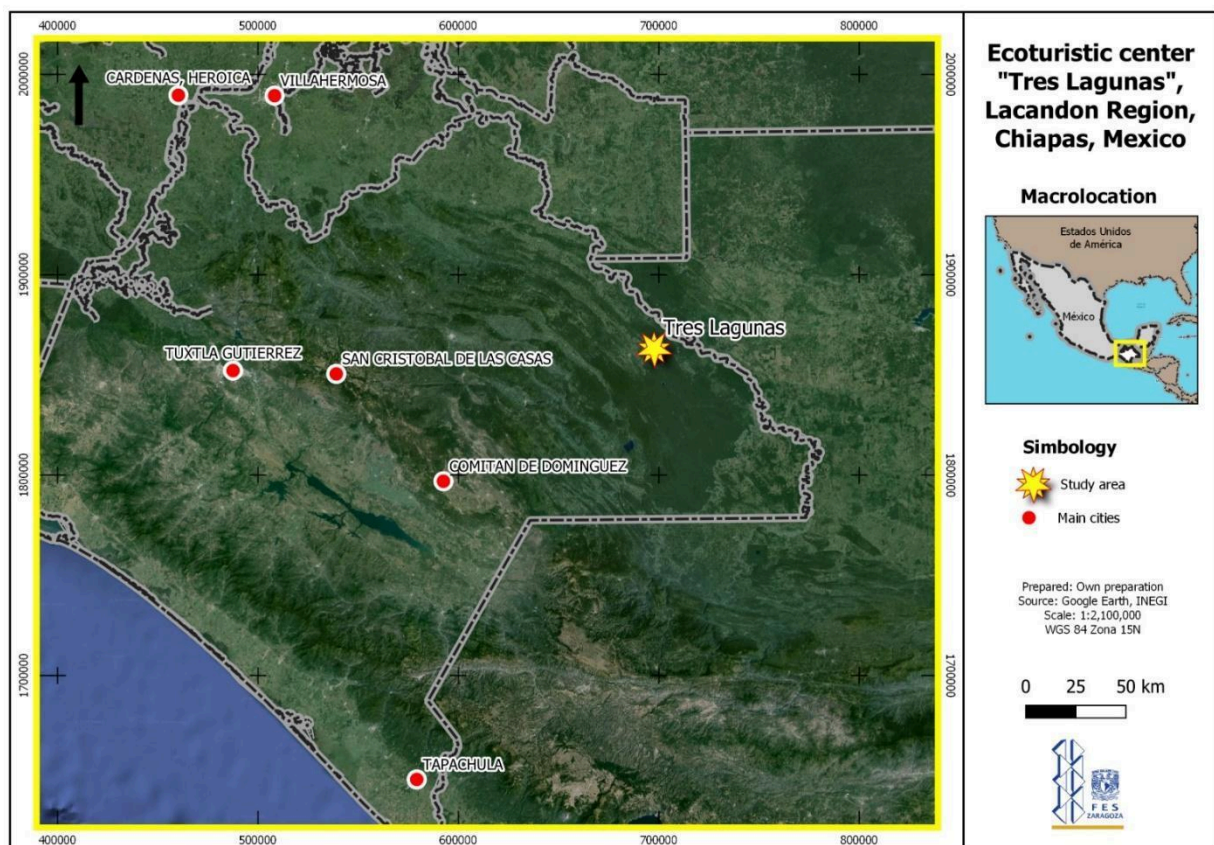 400000
500000
600000
700000
800000
2000000
1900000
1800000
1700000
CARDENAS, HEROICA
VILLAHERMOSA
Tres Lagunas
TUXTLA GUTIERREZ
SAN CRISTOBAL DE LAS CASAS
COMITAN DE DOMINGUEZ
TAPACHULA
2000000
1900000
1800000
1700000
400000
500000
600000
700000
800000
Ecoturistic center
"Tres Lagunas",
Lacandon Region,
Chiapas, Mexico
Macrolocation
Estados Unidos
de América
México
Simbology
Study area
Main cities
Prepared: Own preparation
Source: Google Earth, INEGI
Scale: 1:2,100,000
WGS 84 Zona 15N
0 25 50 km
FES
ZARAGOZA